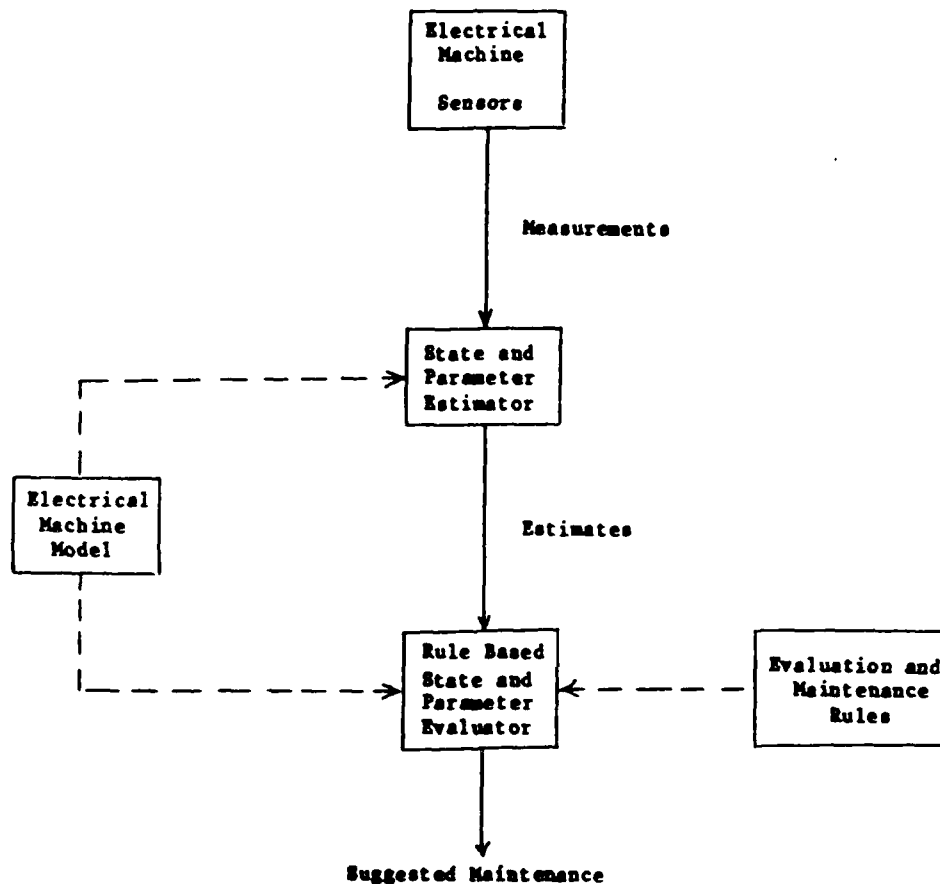 Electrical
Machine
Sensors
Measurements
State and
Parameter
Estimator
Electrical
Machine
Model
Estimates
Rule Based
State and
Parameter
Evaluator
Evaluation and
Maintenance
Rules
Suggested Maintenance